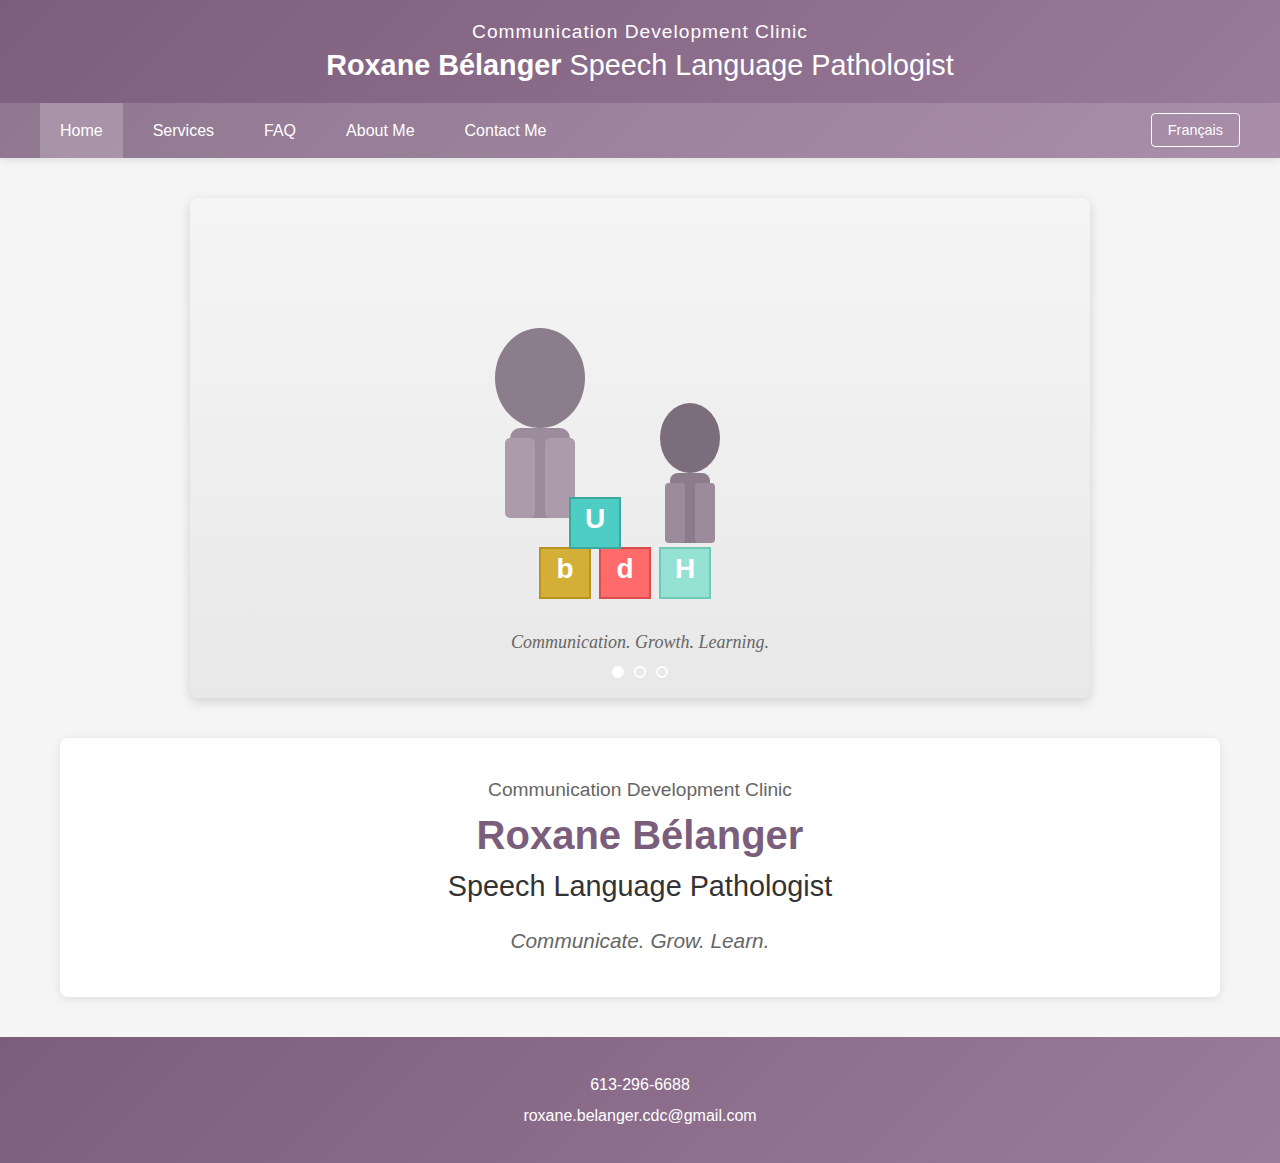 Communication Development Clinic
Roxane Bélanger Speech Language Pathologist
Home Services FAQ About Me Contact Me Français
U
b d H
Communication. Growth. Learning.
Communication Development Clinic
Roxane Bélanger
Speech Language Pathologist
Communicate. Grow. Learn.
613-296-6688
roxane.belanger.cdc@gmail.com